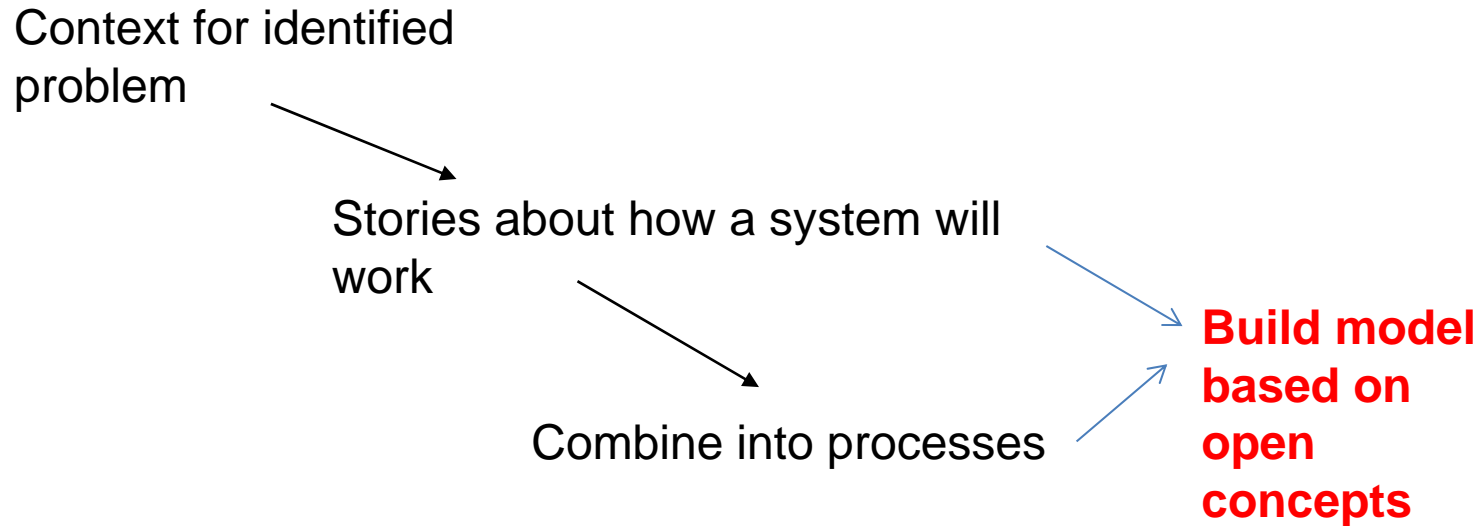 Context for identified
problem
Stories about how a system will
work
Build model
based on
open
concepts
Combine into processes